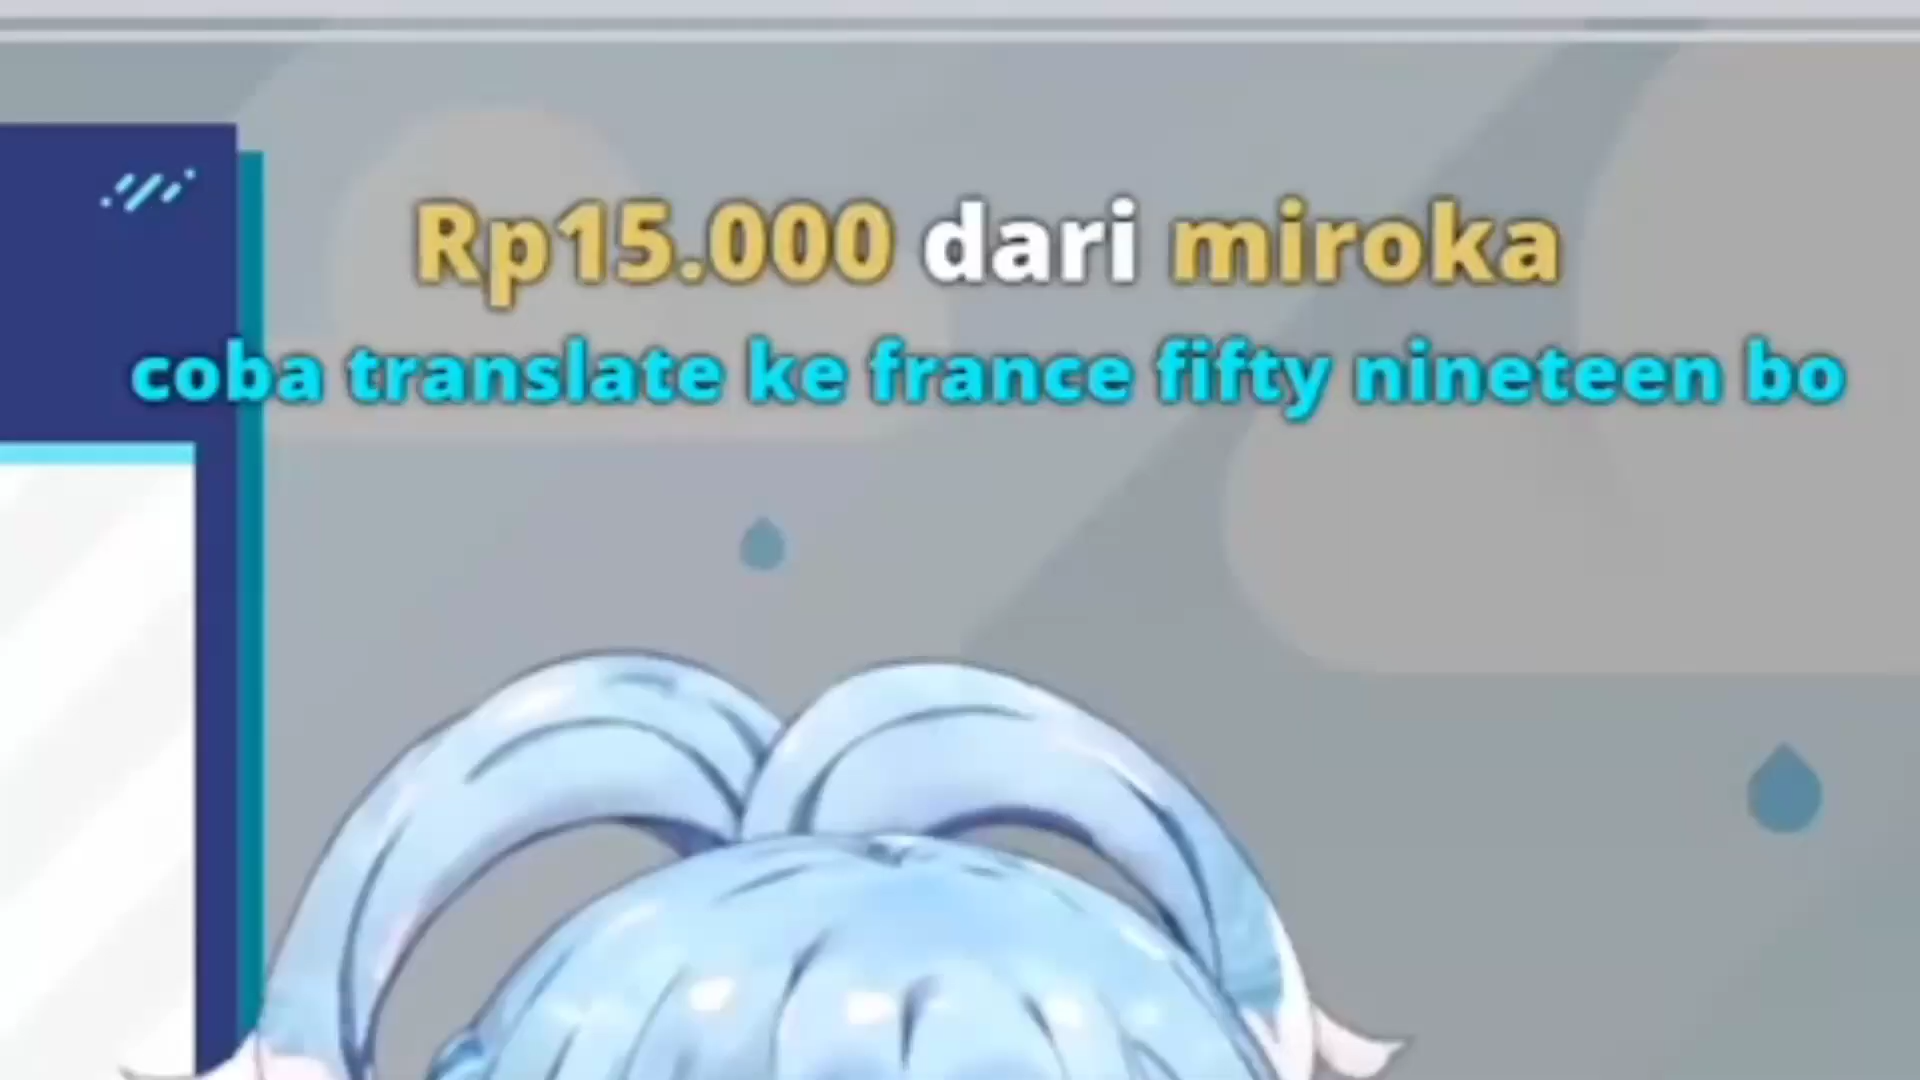 Rp15.000 dari miroka
coba translate ke france fifty nineteen bo